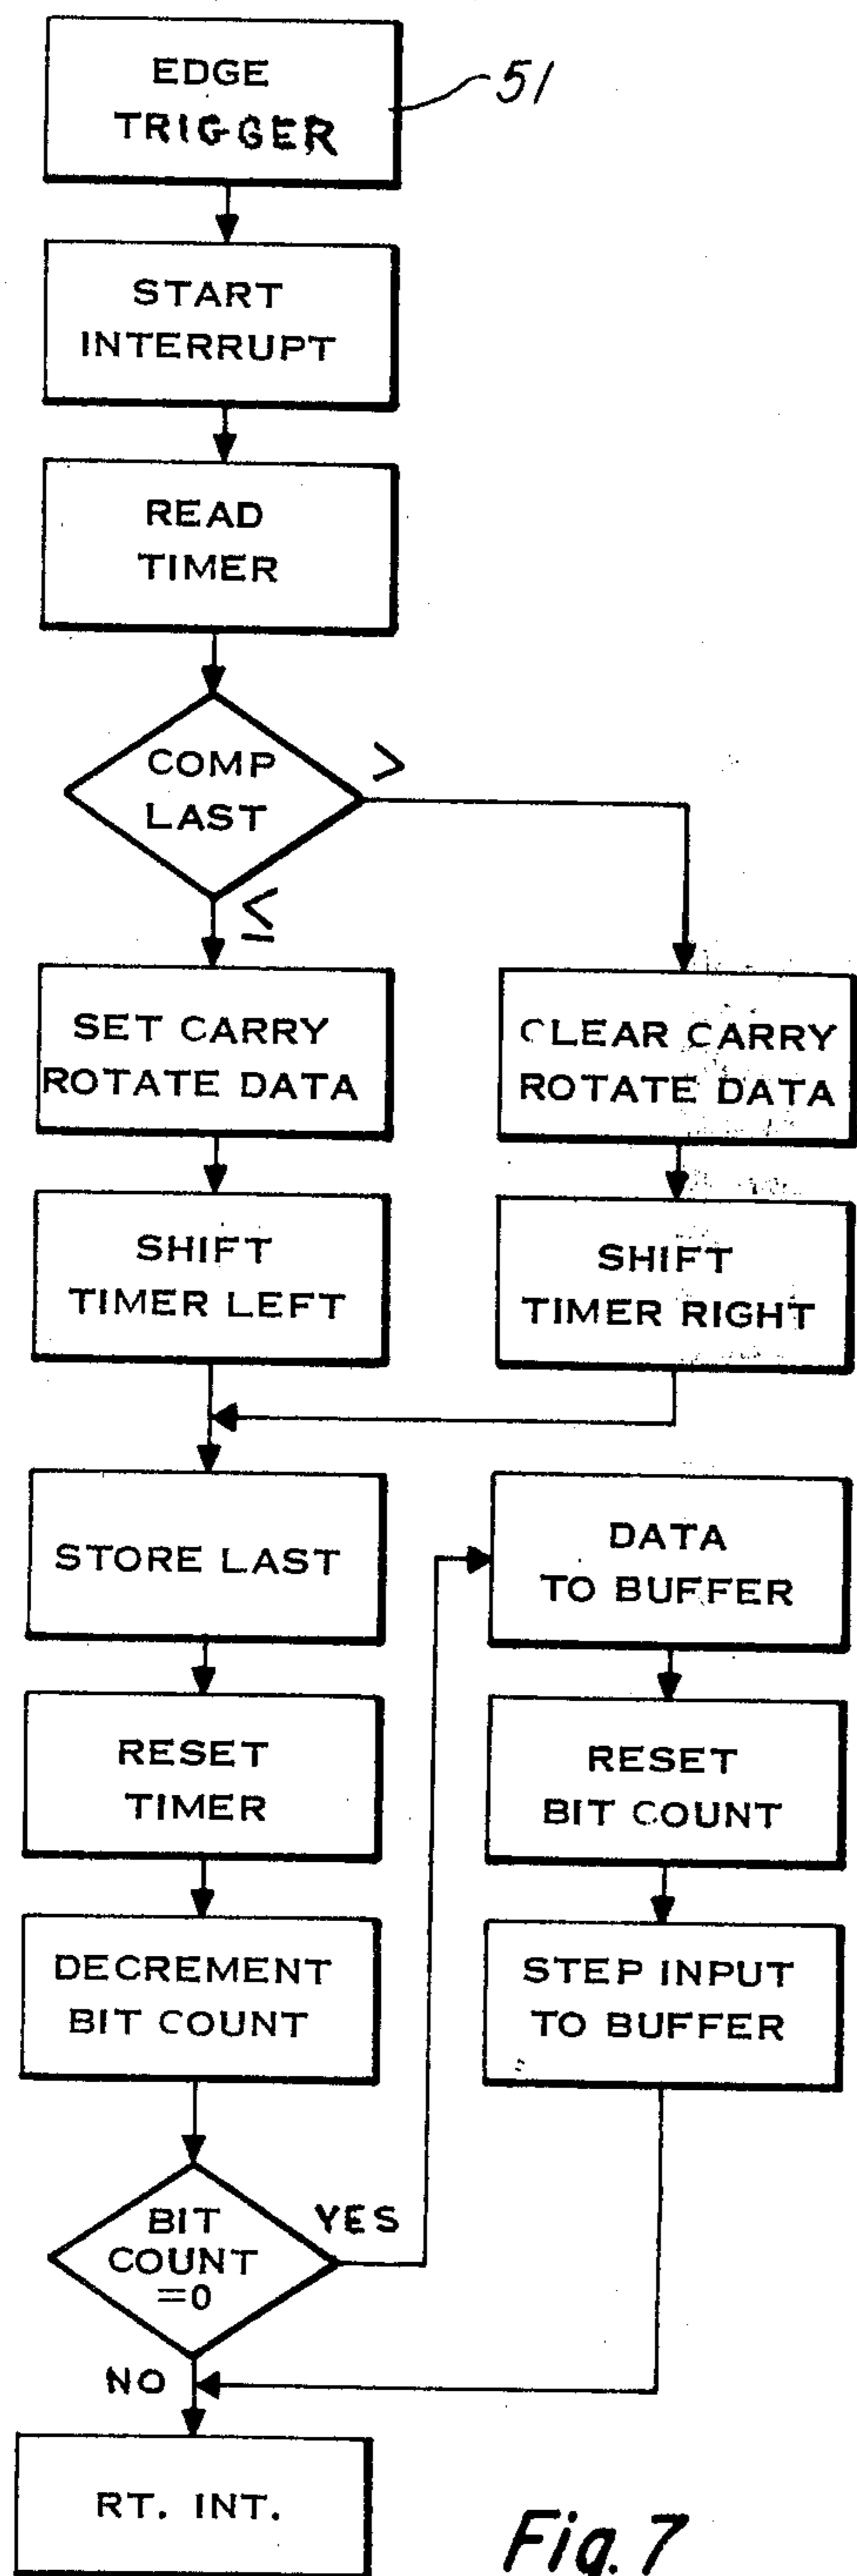 EDGE
TRIGGER
51
START
INTERRUPT
READ
TIMER
COMP
LAST
>
≤
SET CARRY
ROTATE DATA
CLEAR CARRY
ROTATE DATA
SHIFT
TIMER LEFT
SHIFT
TIMER RIGHT
STORE LAST
DATA
TO BUFFER
RESET
TIMER
RESET
BIT COUNT
DECREMENT
BIT COUNT
STEP INPUT
TO BUFFER
BIT
COUNT
=0
YES
NO
RT. INT.
Fig. 7